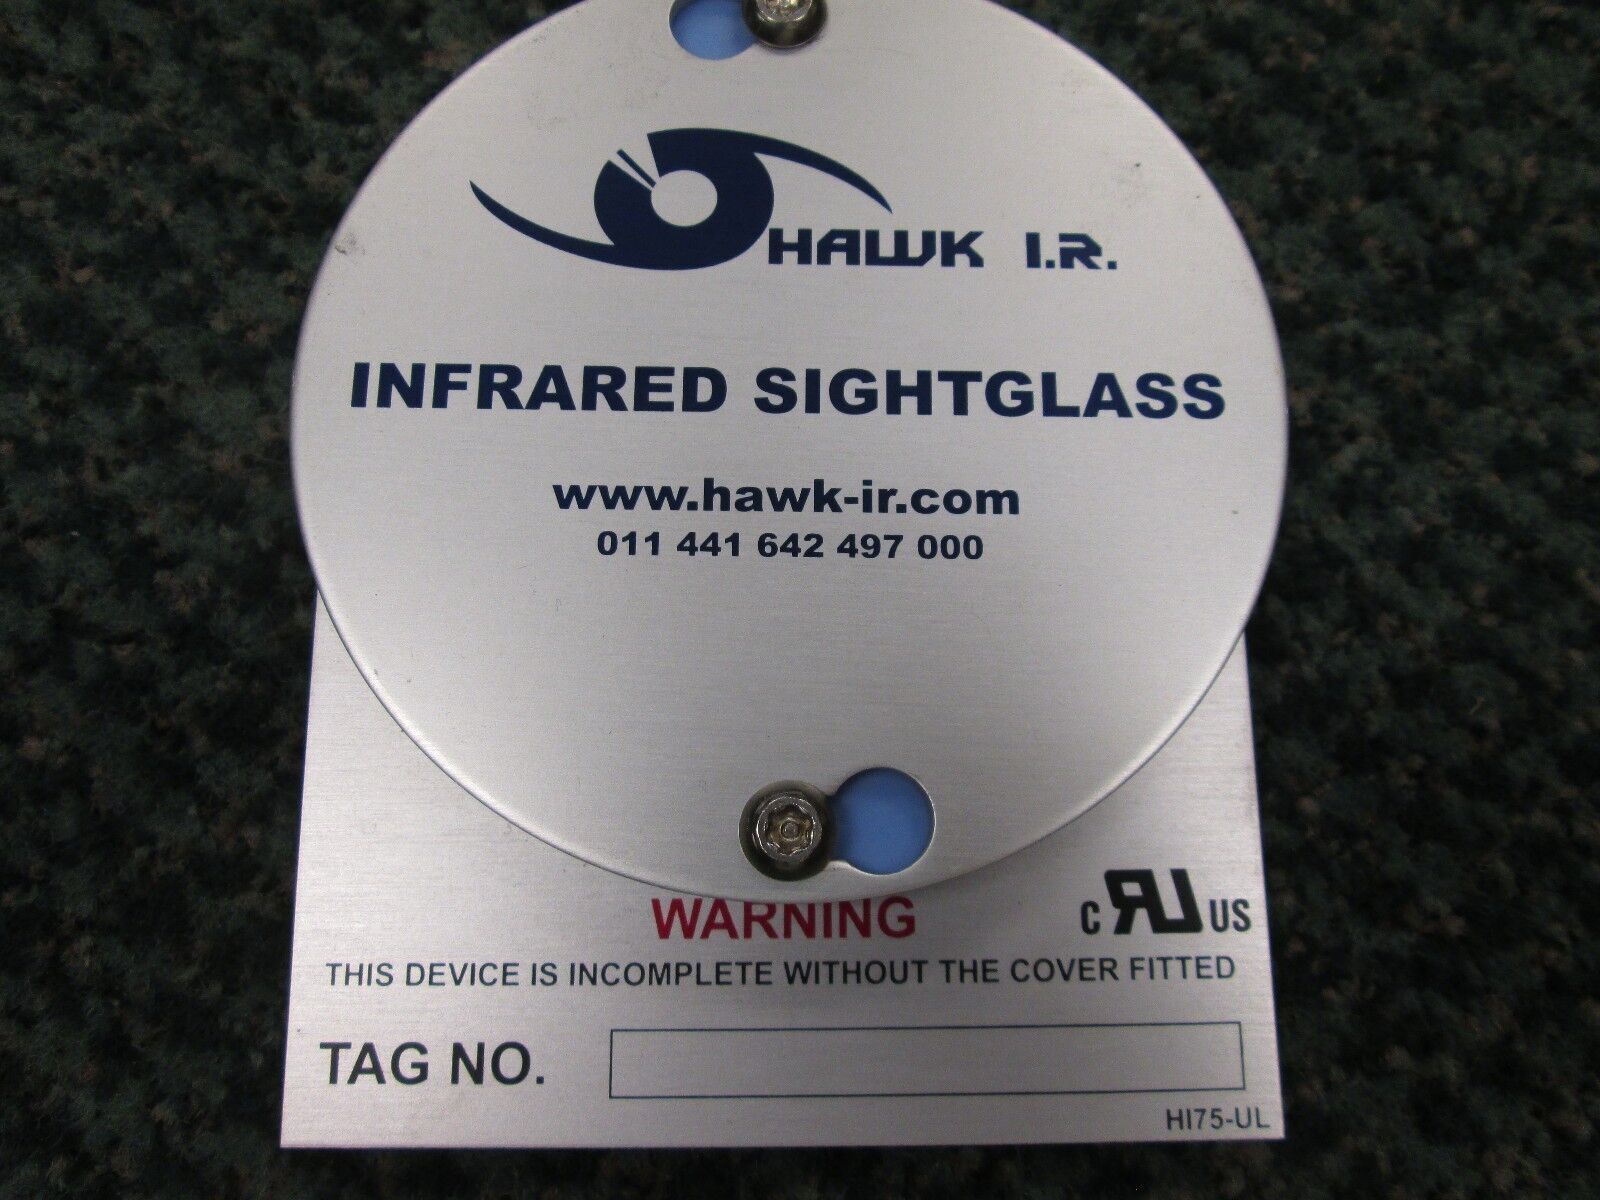 HAWK I.R.
INFRARED SIGHTGLASS
www.hawk-ir.com
011 441 642 497 000
WARNING
C RU US
THIS DEVICE IS INCOMPLETE WITHOUT THE COVER FITTED
TAG NO.
HI75-UL